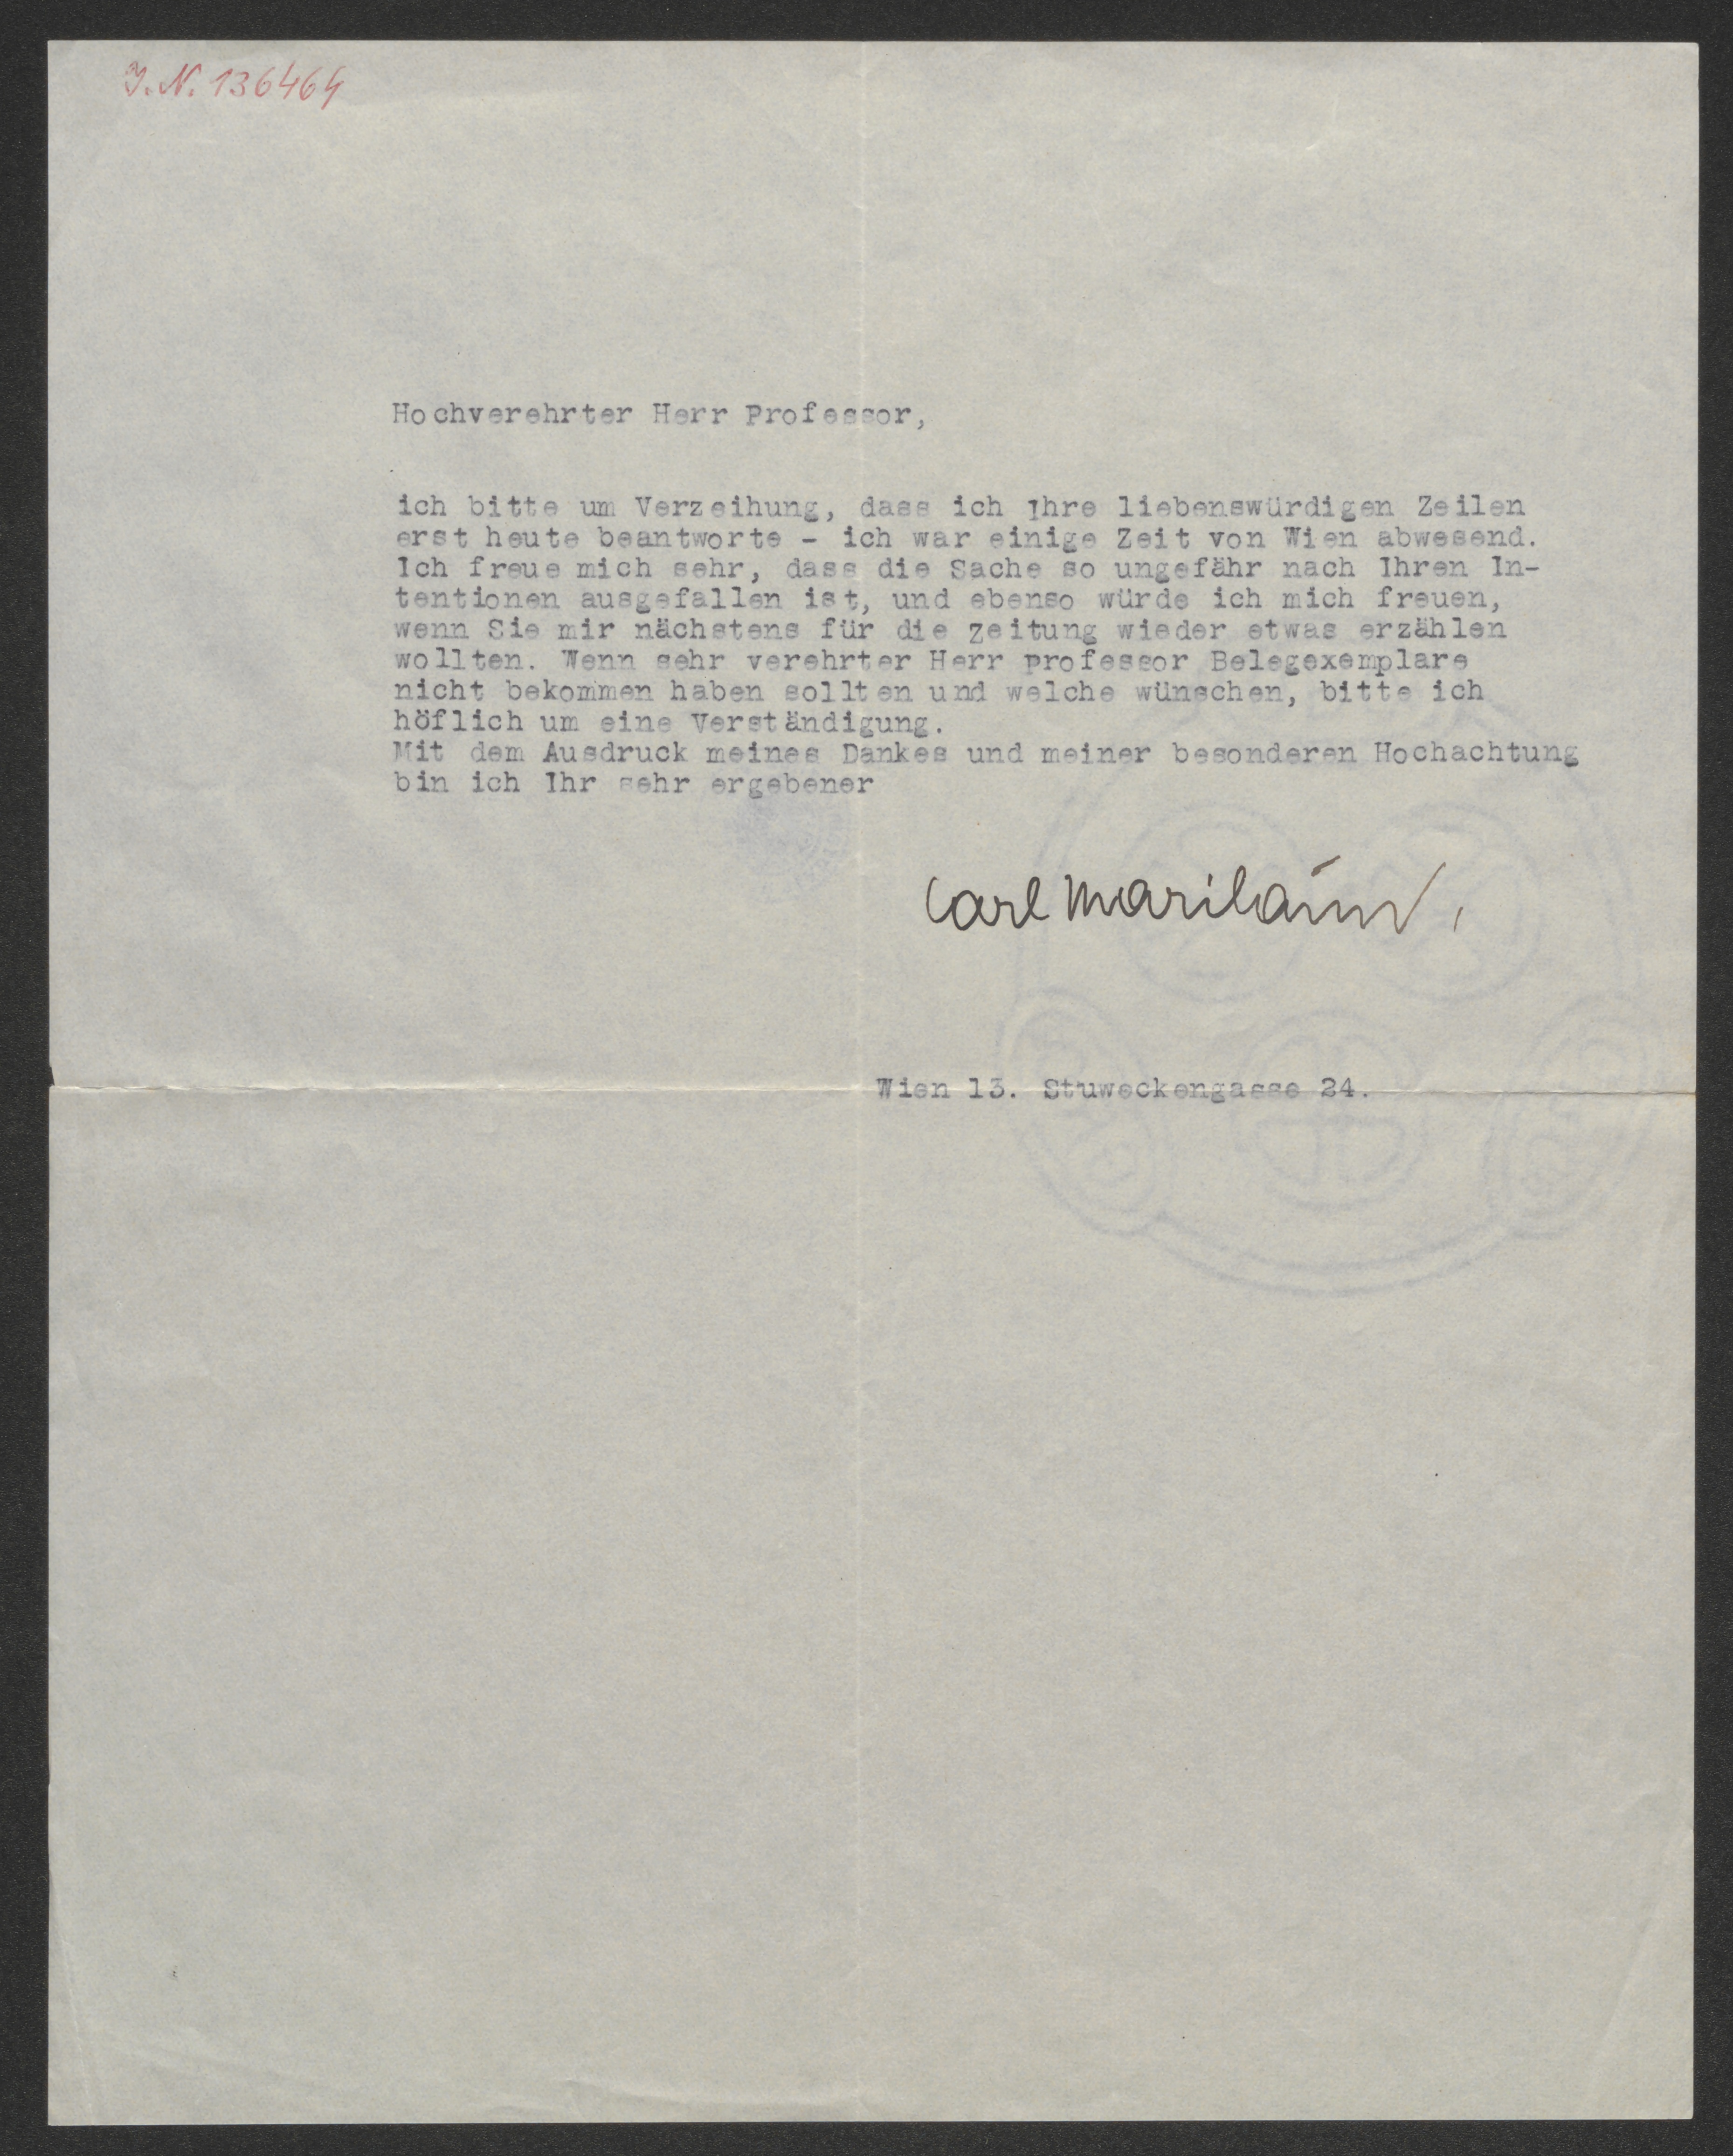 J.N. 136464
Hochverehrter Herr Professor,
ich bitte um Verzeihung, dass ich Ihre liebenswürdigen Zeilen
erst heute beantworte - ich war einige Zeit von Wien abwesend.
Ich freue mich sehr, dass die Sache so ungefähr nach Ihren In-
tentionen ausgefallen ist, und ebenso würde ich mich freuen,
wenn Sie mir nächstens für die Zeitung wieder etwas erzählen
wollten. Wenn sehr verehrter Herr Professor Belegexemplare
nicht bekommen haben sollten und welche wünschen, bitte ich
höflich um eine Verständigung.
Mit dem Ausdruck meines Dankes und meiner besonderen Hochachtung
bin ich Ihr sehr ergebener
Carl Marilaun.
Wien 13. Stuweckengasse 24.